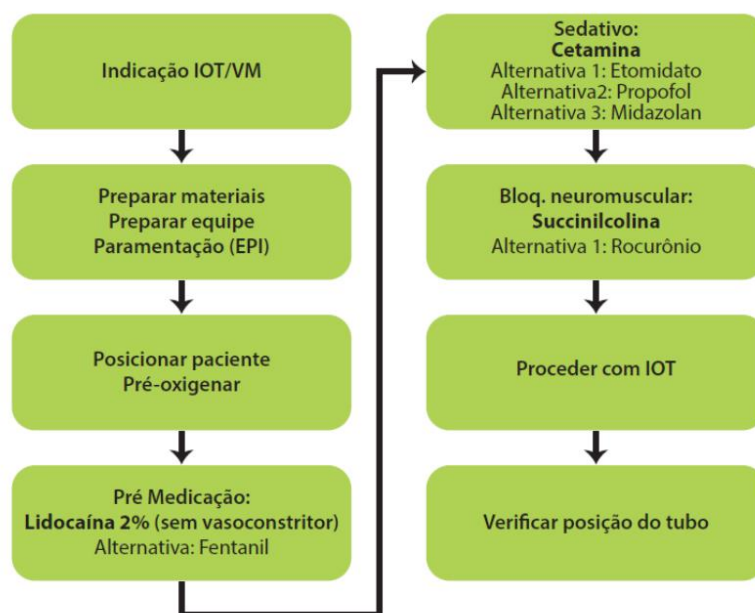 Indicação IOT/VM
Preparar materiais
Preparar equipe
Paramentação (EPI)
Posicionar paciente
Pré-oxigenar
Pré Medicação:
Lidocaína 2% (sem vasoconstritor)
Alternativa: Fentanil
Sedativo:
Cetamina
Alternativa 1: Etomidato
Alternativa2: Propofol
Alternativa 3: Midazolan
Bloq. neuromuscular:
Succinilcolina
Alternativa 1: Rocurônio
Proceder com IOT
Verificar posição do tubo